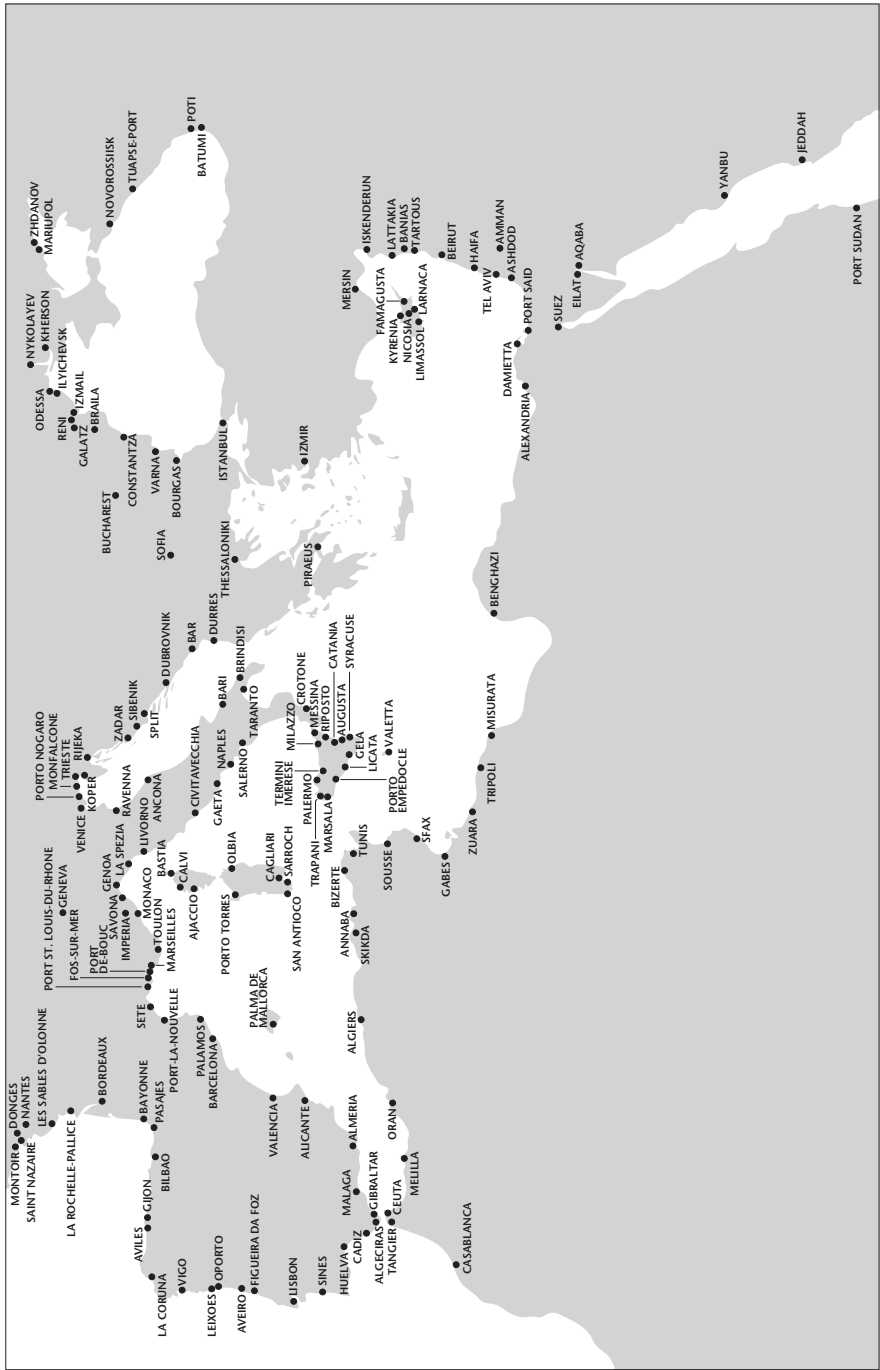 MONTOIR
DONGES
SAINT NAZAIRE
NANTES
LES SABLES D'OLONNE
LA ROCHELLE-PALLICE
BORDEAUX
BAYONNE
PASAJES
BILBAO
GIJON
AVILES
LA CORUNA
VIGO
LEIXOES
OPORTO
AVEIRO
FIGUEIRA DA FOZ
LISBON
SINES
HUELVA
CADIZ
ALGECIRAS
GIBRALTAR
MALAGA
ALMERIA
ALICANTE
VALENCIA
BARCELONA
PALAMOS
PALMA DE
MALLORCA
PORT-LA-NOUVELLE
SETE
PORT ST. LOUIS-DU-RHONE
FOS-SUR-MER
PORT
DE-BOUC
MARSEILLES
TOULON
GENEVA
MONACO
IMPERIA
SAVONA
GENOA
LA SPEZIA
LIVORNO
BASTIA
CALVI
AJACCIO
PORTO TORRES
OLBIA
CAGLIARI
SARROCH
SAN ANTIOCO
CIVITAVECCHIA
GAETA
NAPLES
SALERNO
RAVENNA
ANCONA
VENICE
PORTO NOGARO
MONFALCONE
TRIESTE
KOPER
RIJEKA
ZADAR
SIBENIK
SPLIT
DUBROVNIK
BAR
DURRES
BARI
BRINDISI
TARANTO
CROTONE
MILAZZO
MESSINA
RIPOSTO
CATANIA
AUGUSTA
SYRACUSE
TERMINI
IMERESE
PALERMO
TRAPANI
MARSALA
PORTO
EMPEDOCLE
LICATA
GELA
VALETTA
THESSALONIKI
PIRAEUS
SOFIA
BUCHAREST
BOURGAS
VARNA
CONSTANTZA
BRAILA
GALATZ
RENI
IZMAIL
ILYICHEVSK
ODESSA
NYKOLAYEV
KHERSON
ZHDANOV
MARIUPOL
NOVOROSSIISK
TUAPSE-PORT
POTI
BATUMI
ISTANBUL
IZMIR
MERSIN
ISKENDERUN
LATTAKIA
BANIAS
TARTOUS
FAMAGUSTA
KYRENIA
NICOSIA
LARNACA
LIMASSOL
BEIRUT
HAIFA
TEL AVIV
AMMAN
ASHDOD
PORT SAID
DAMIETTA
ALEXANDRIA
SUEZ
EILAT
AQABA
YANBU
JEDDAH
PORT SUDAN
BENGHAZI
MISURATA
TRIPOLI
ZUARA
GABES
SFAX
SOUSSE
TUNIS
BIZERTE
ANNABA
SKIKDA
ALGIERS
ORAN
MELILLA
CEUTA
TANGIER
CASABLANCA